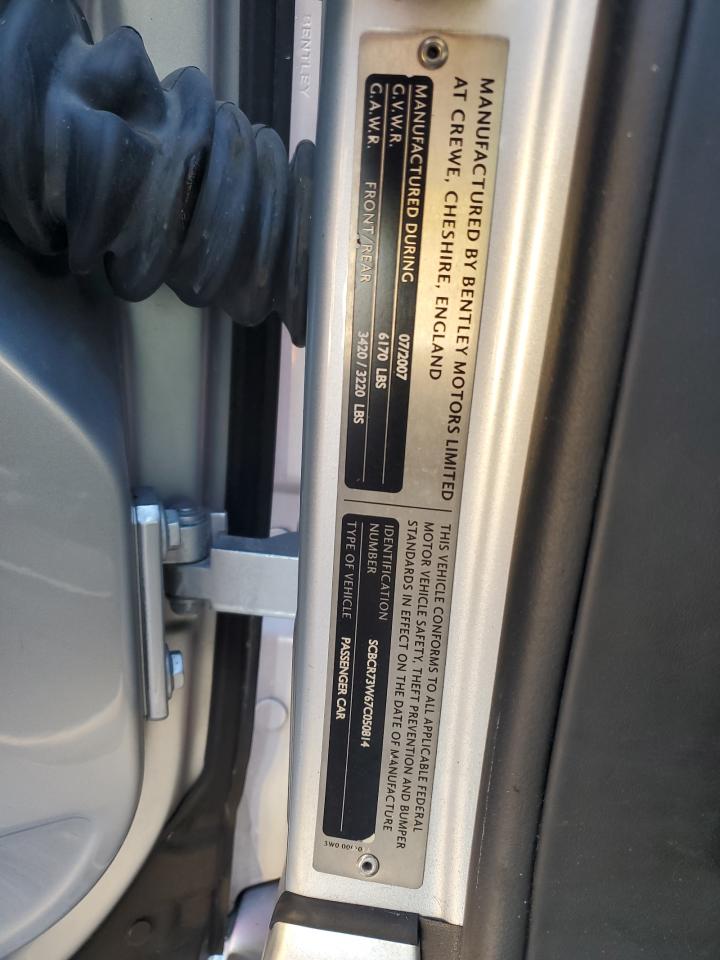 BENTLEY
MANUFACTURED BY BENTLEY MOTORS LIMITED
AT CREWE, CHESHIRE, ENGLAND
MANUFACTURED DURING 07/2007
G.V.W.R. 6170 LBS
G.A.W.R. FRONT/REAR 3420 / 3220 LBS
THIS VEHICLE CONFORMS TO ALL APPLICABLE FEDERAL
MOTOR VEHICLE SAFETY, THEFT PREVENTION AND BUMPER
STANDARDS IN EFFECT ON THE DATE OF MANUFACTURE
IDENTIFICATION
NUMBER SCBCR73W67C050814
TYPE OF VEHICLE PASSENGER CAR
3W0